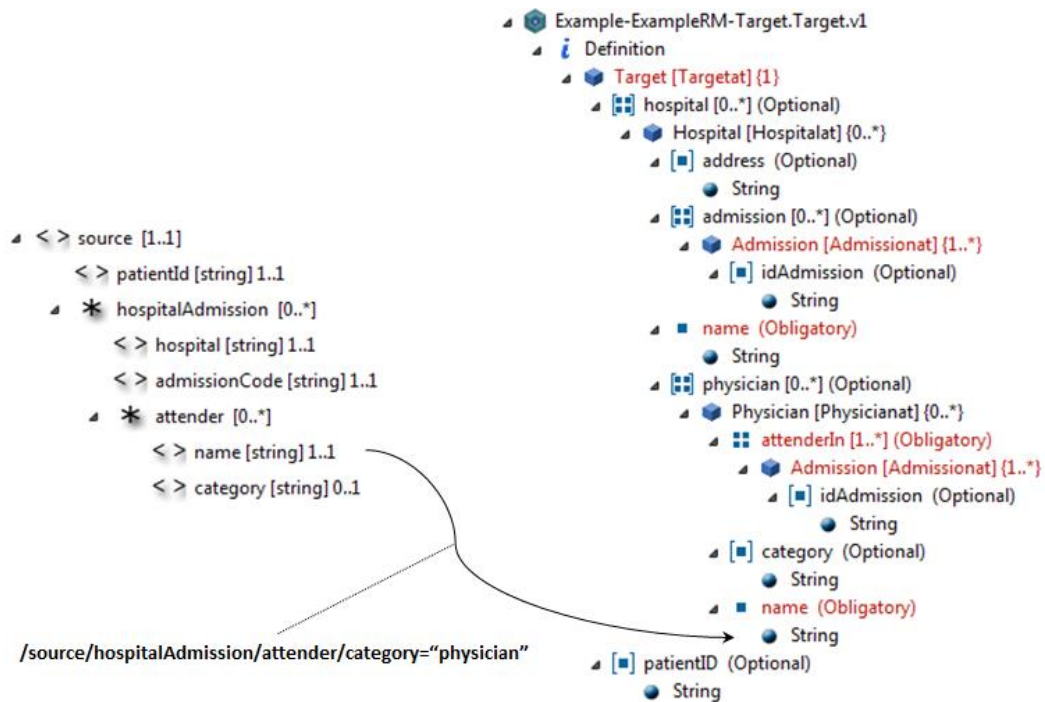 Example-ExampleRM-Target.Target.v1
i Definition
Target [Targetat] {1}
hospital [0..*] (Optional)
Hospital [Hospitalat] {0..*}
address (Optional)
String
admission [0..*] (Optional)
Admission [Admissionat] {1..*}
idAdmission (Optional)
String
name (Obligatory)
String
physician [0..*] (Optional)
Physician [Physicianat] {0..*}
attenderIn [1..*] (Obligatory)
Admission [Admissionat] {1..*}
idAdmission (Optional)
String
category (Optional)
String
name (Obligatory)
String
patientID (Optional)
String
< > source [1..1]
< > patientId [string] 1..1
* hospitalAdmission [0..*]
< > hospital [string] 1..1
< > admissionCode [string] 1..1
* attender [0..*]
< > name [string] 1..1
< > category [string] 0..1
/source/hospitalAdmission/attender/category=“physician”